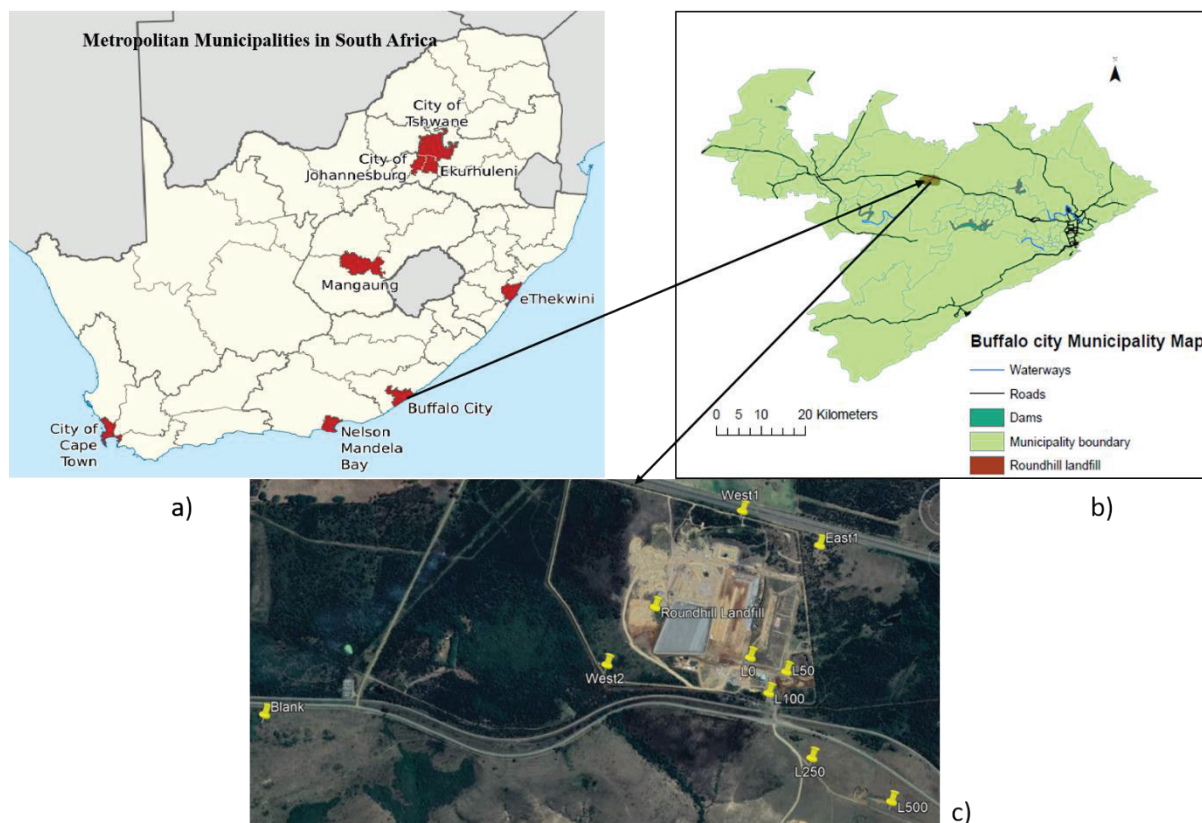 Metropolitan Municipalities in South Africa
City of
Tshwane
City of
Johannesburg
Ekurhuleni
Mangaung
eThekwini
Buffalo City
Nelson
Mandela
Bay
City of
Cape
Town
a)
N
Buffalo city Municipality Map
Waterways
Roads
Dams
Municipality boundary
Roundhill landfill
0 5 10 20 Kilometers
b)
West1
East1
Roundhill Landfill
L0
L50
West2
L100
Blank
L250
L500
c)